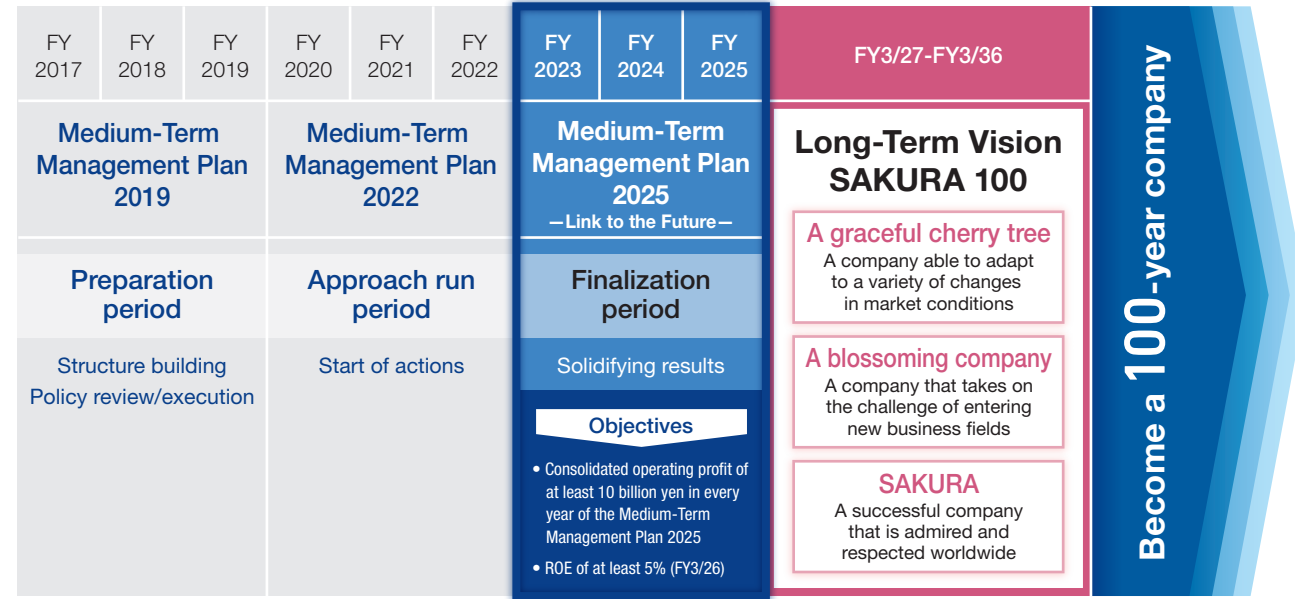 FY
2017
FY
2018
FY
2019
FY
2020
FY
2021
FY
2022
FY
2023
FY
2024
FY
2025
FY3/27-FY3/36
Medium-Term
Management Plan
2019
Medium-Term
Management Plan
2022
Medium-Term
Management Plan
2025
—Link to the Future—
Preparation
period
Approach run
period
Finalization
period
Structure building
Policy review/execution
Start of actions
Solidifying results
Objectives
• Consolidated operating profit of
at least 10 billion yen in every
year of the Medium-Term
Management Plan 2025
• ROE of at least 5% (FY3/26)
Long-Term Vision
SAKURA 100
A graceful cherry tree
A company able to adapt
to a variety of changes
in market conditions
A blossoming company
A company that takes on
the challenge of entering
new business fields
SAKURA
A successful company
that is admired and
respected worldwide
Become a 100-year company